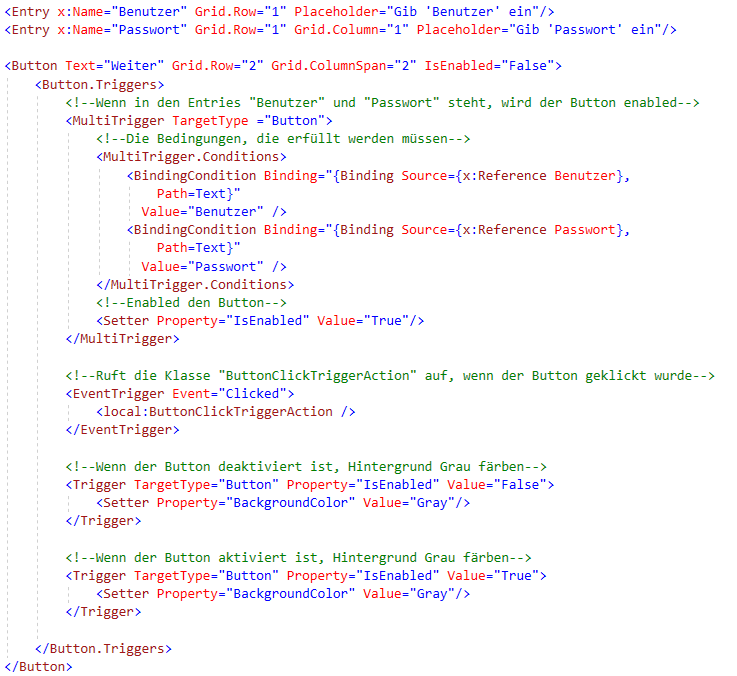 <Entry x:Name="Benutzer" Grid.Row="1" Placeholder="Gib 'Benutzer' ein"/>
<Entry x:Name="Passwort" Grid.Row="1" Grid.Column="1" Placeholder="Gib 'Passwort' ein"/>
<Button Text="Weiter" Grid.Row="2" Grid.ColumnSpan="2" IsEnabled="False">
<Button.Triggers>
<!--Wenn in den Entries "Benutzer" und "Passwort" steht, wird der Button enabled-->
<MultiTrigger TargetType ="Button">
<!--Die Bedingungen, die erfüllt werden müssen-->
<MultiTrigger.Conditions>
<BindingCondition Binding="{Binding Source={x:Reference Benutzer},
Path=Text}"
Value="Benutzer" />
<BindingCondition Binding="{Binding Source={x:Reference Passwort},
Path=Text}"
Value="Passwort" />
</MultiTrigger.Conditions>
<!--Enabled den Button-->
<Setter Property="IsEnabled" Value="True"/>
</MultiTrigger>
<!--Ruft die Klasse "ButtonClickTriggerAction" auf, wenn der Button geklickt wurde-->
<EventTrigger Event="Clicked">
<local:ButtonClickTriggerAction />
</EventTrigger>
<!--Wenn der Button deaktiviert ist, Hintergrund Grau färben-->
<Trigger TargetType="Button" Property="IsEnabled" Value="False">
<Setter Property="BackgroundColor" Value="Gray"/>
</Trigger>
<!--Wenn der Button aktiviert ist, Hintergrund Grau färben-->
<Trigger TargetType="Button" Property="IsEnabled" Value="True">
<Setter Property="BackgroundColor" Value="Gray"/>
</Trigger>
</Button.Triggers>
</Button>